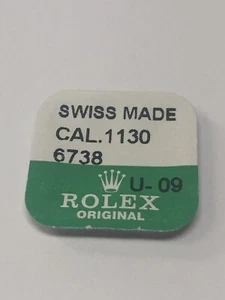 SWISS MADE
CAL.1130
6738
U- 09
ROLEX
ORIGINAL